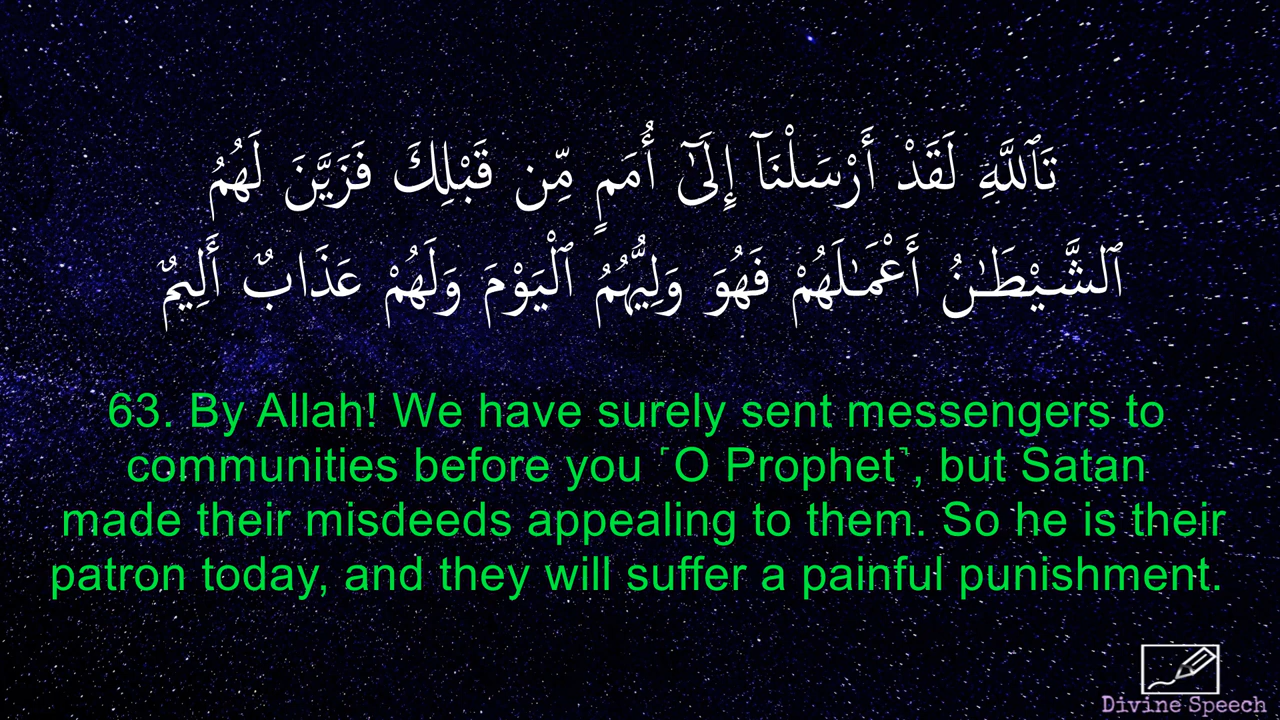 تَٱللَّهِ لَقَدْ أَرْسَلْنَآ إِلَىٰٓ أُمَمٍ مِّن قَبْلِكَ فَزَيَّنَ لَهُمُ
ٱلشَّيْطَـٰنُ أَعْمَـٰلَهُمْ فَهُوَ وَلِيُّهُمُ ٱلْيَوْمَ وَلَهُمْ عَذَابٌ أَلِيمٌ
63. By Allah! We have surely sent messengers to
communities before you ˹O Prophet˺, but Satan
made their misdeeds appealing to them. So he is their
patron today, and they will suffer a painful punishment.
Divine Speech